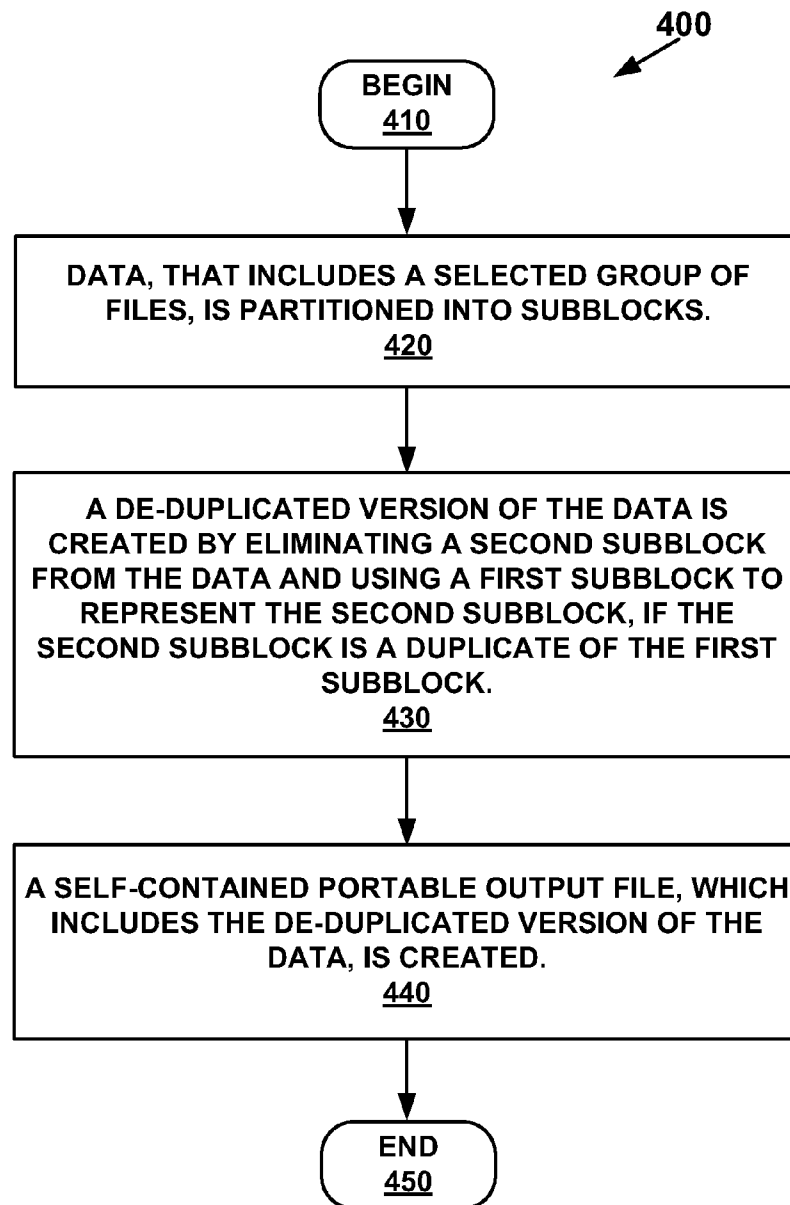 400
BEGIN
410
DATA, THAT INCLUDES A SELECTED GROUP OF
FILES, IS PARTITIONED INTO SUBBLOCKS.
420
A DE-DUPLICATED VERSION OF THE DATA IS
CREATED BY ELIMINATING A SECOND SUBBLOCK
FROM THE DATA AND USING A FIRST SUBBLOCK TO
REPRESENT THE SECOND SUBBLOCK, IF THE
SECOND SUBBLOCK IS A DUPLICATE OF THE FIRST
SUBBLOCK.
430
A SELF-CONTAINED PORTABLE OUTPUT FILE, WHICH
INCLUDES THE DE-DUPLICATED VERSION OF THE
DATA, IS CREATED.
440
END
450